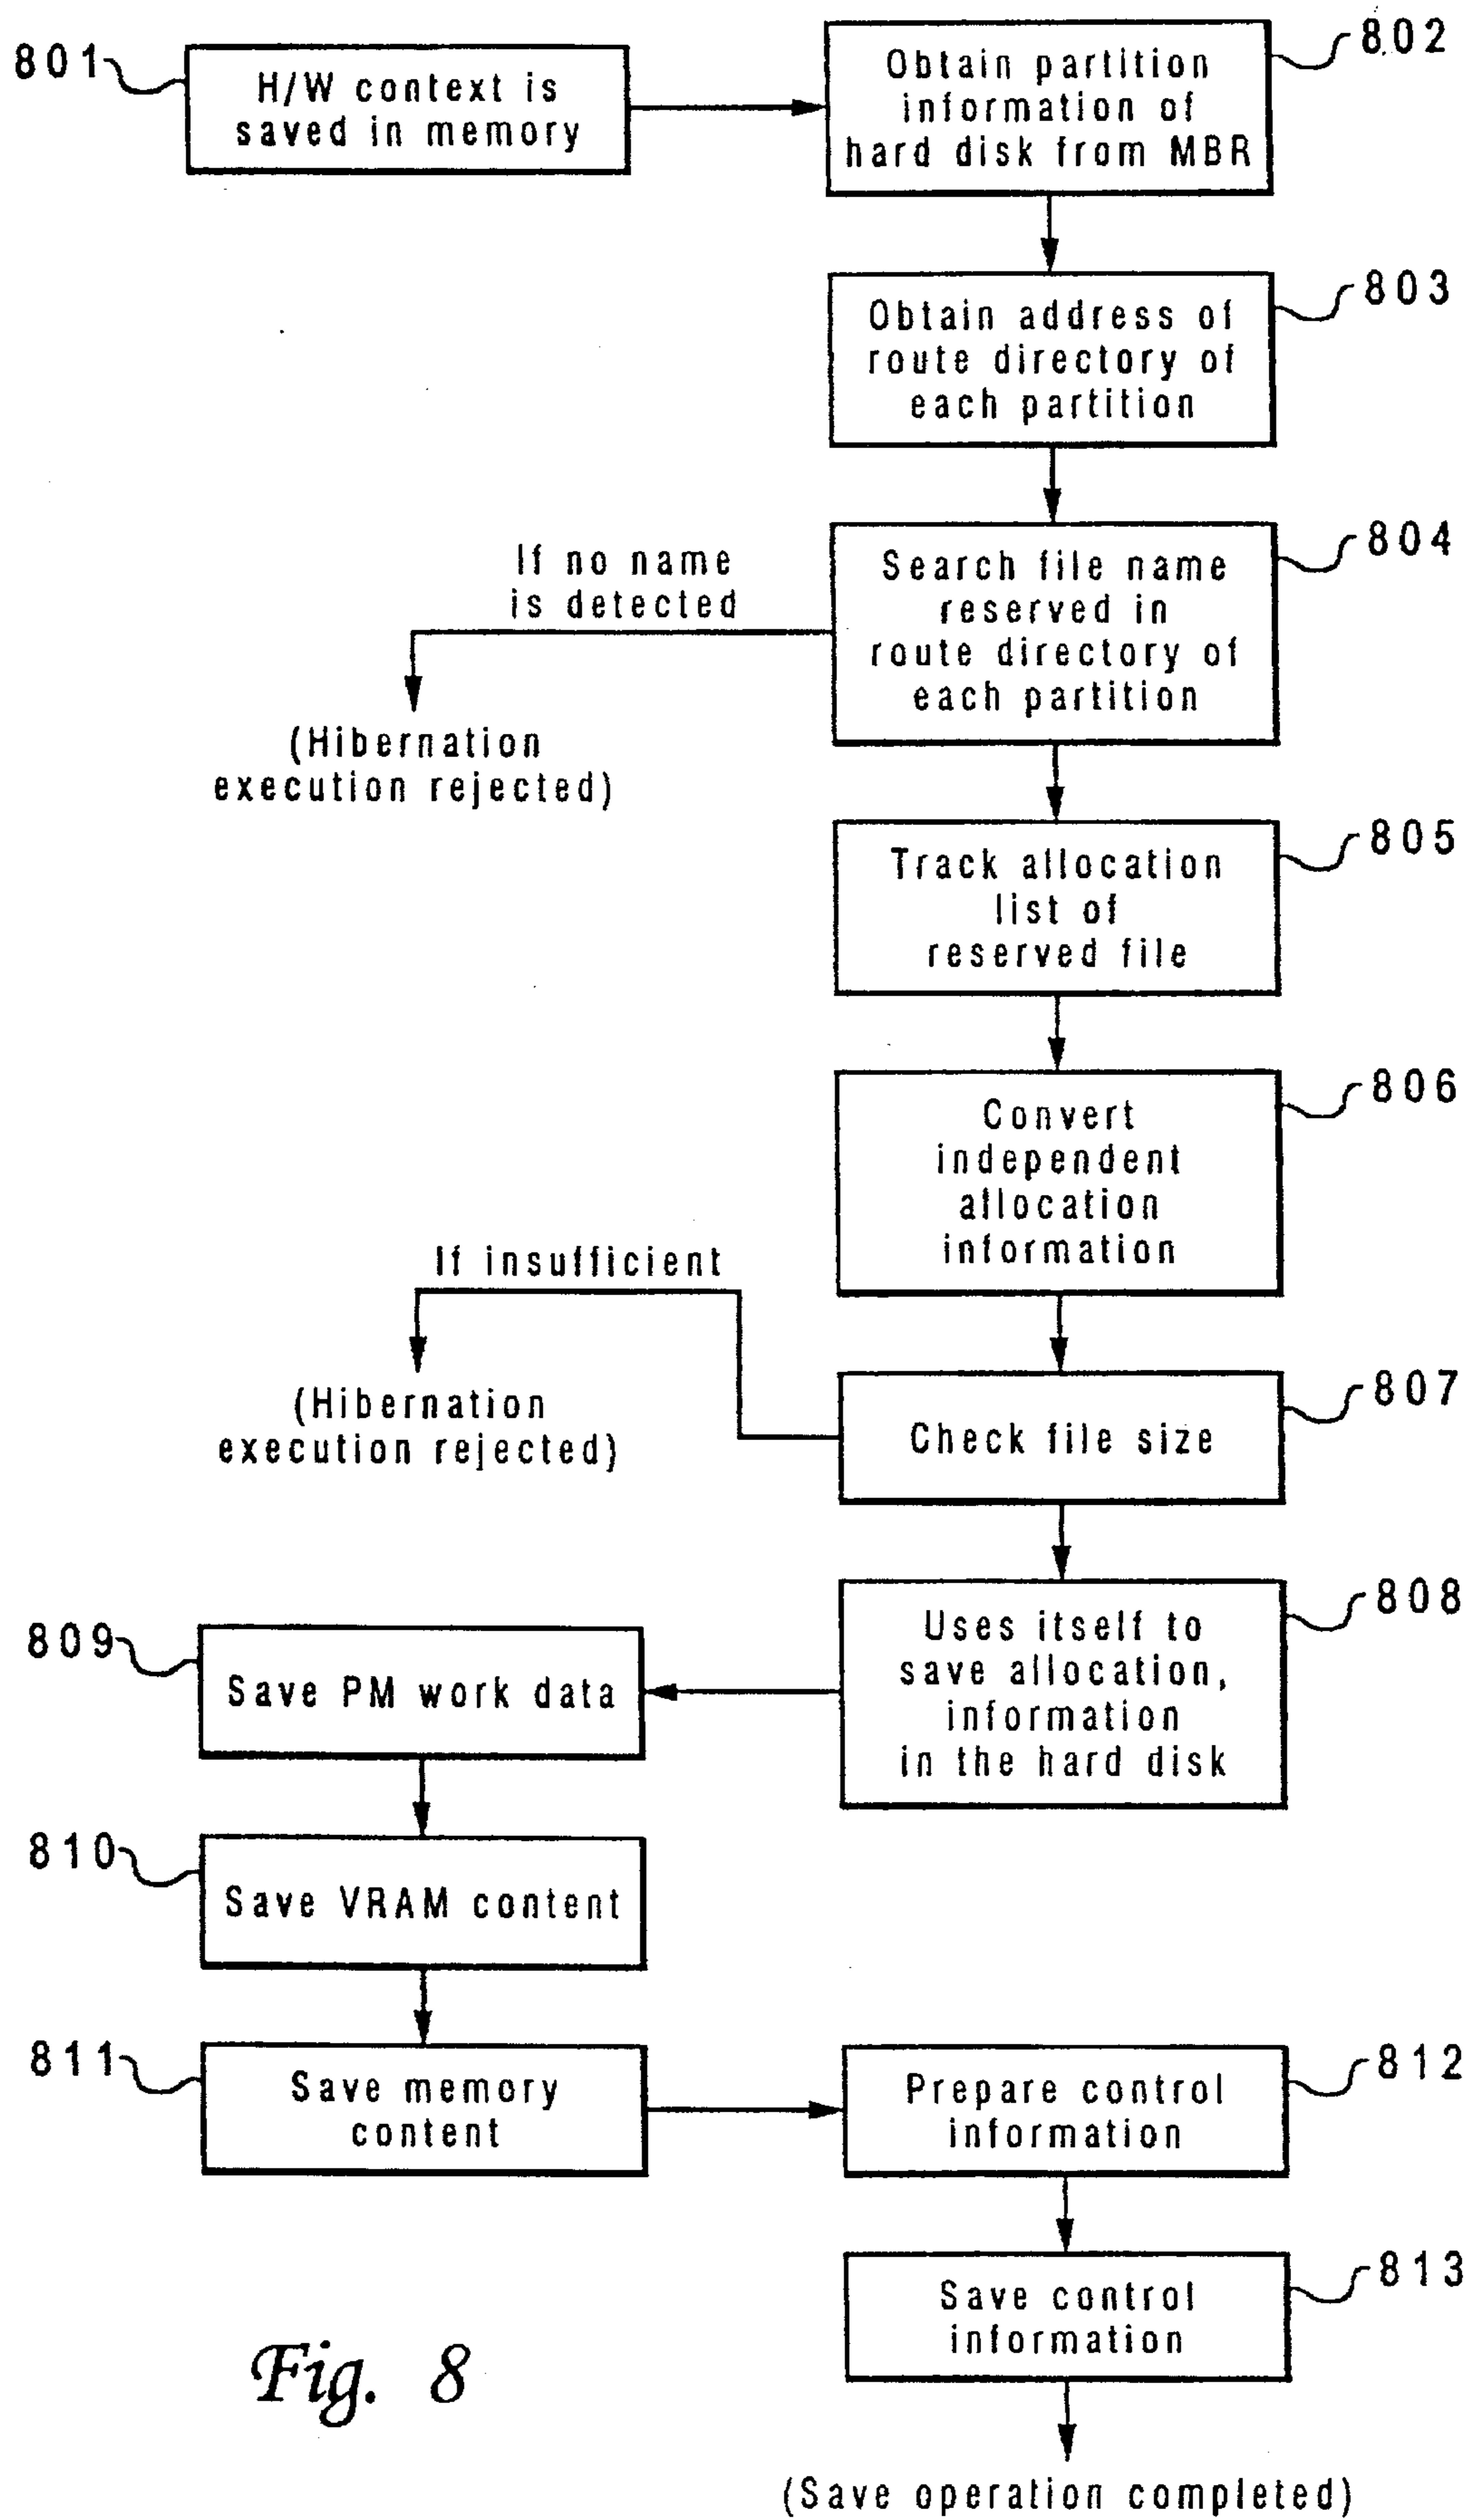 801
H/W context is
saved in memory
802
Obtain partition
information of
hard disk from MBR
803
Obtain address of
route directory of
each partition
804
Search file name
reserved in
route directory of
each partition
If no name
is detected
(Hibernation
execution rejected)
805
Track allocation
list of
reserved file
806
Convert
independent
allocation
information
If insufficient
(Hibernation
execution rejected)
807
Check file size
808
Uses itself to
save allocation,
information
in the hard disk
809
Save PM work data
810
Save VRAM content
811
Save memory
content
812
Prepare control
information
813
Save control
information
(Save operation completed)
Fig. 8